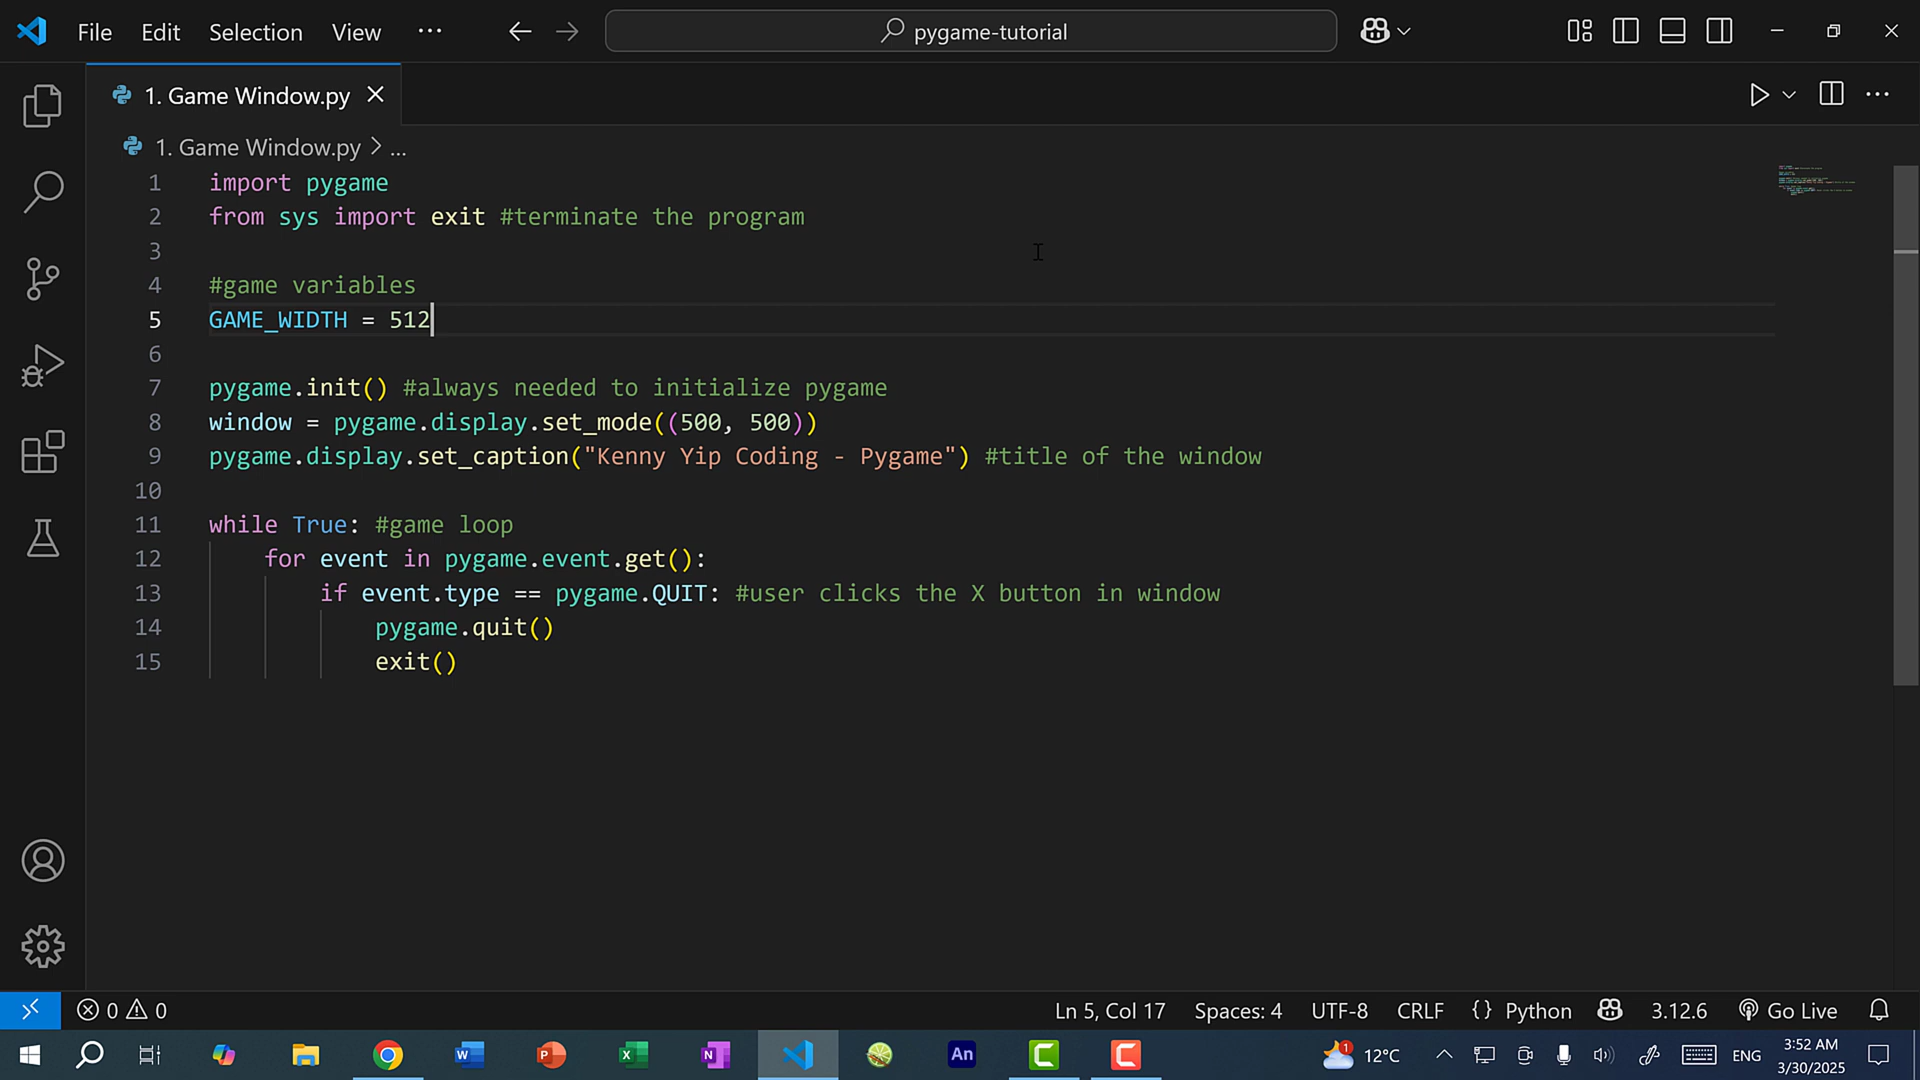 File Edit Selection View ··· pygame-tutorial
1. Game Window.py
1. Game Window.py > ...
1 import pygame
2 from sys import exit #terminate the program
3
4 #game variables
5 GAME_WIDTH = 512
6
7 pygame.init() #always needed to initialize pygame
8 window = pygame.display.set_mode((500, 500))
9 pygame.display.set_caption("Kenny Yip Coding - Pygame") #title of the window
10
11 while True: #game loop
12 for event in pygame.event.get():
13 if event.type == pygame.QUIT: #user clicks the X button in window
14 pygame.quit()
15 exit()
0 0 Ln 5, Col 17 Spaces: 4 UTF-8 CRLF {} Python 3.12.6 Go Live
W P X N An C C 1 12°C ENG 3:52 AM
3/30/2025